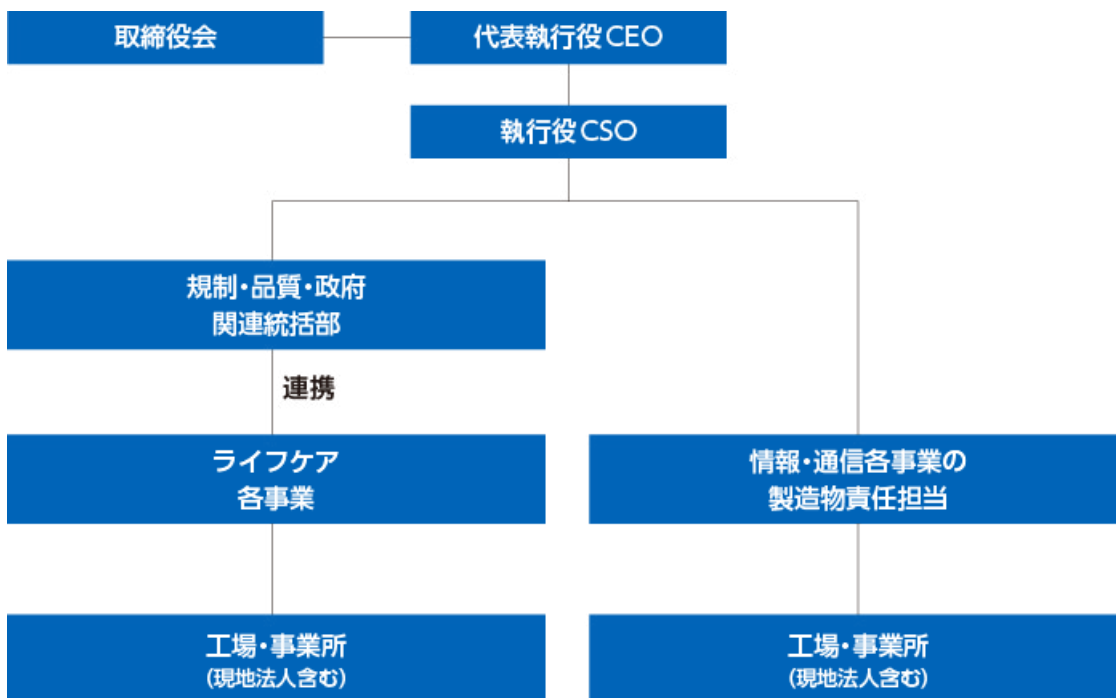 取締役会
代表執行役CEO
執行役CSO
規制・品質・政府
関連統括部
連携
ライフケア
各事業
情報・通信各事業の
製造物責任担当
工場・事業所
(現地法人含む)
工場・事業所
(現地法人含む)